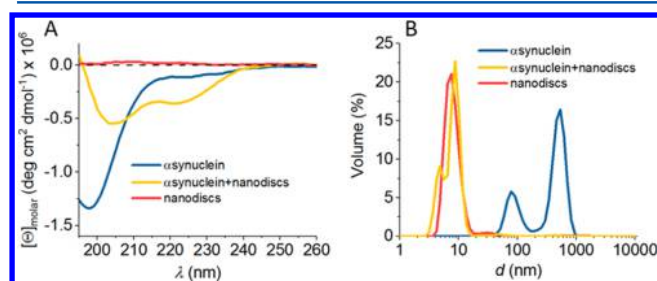 A
[Θ]molar (deg cm² dmol⁻¹) x 10⁶
0.0
-0.5
-1.0
-1.5
αsynuclein
αsynuclein+nanodiscs
nanodiscs
200 210 220 230 240 250 260
λ (nm)
B
Volume (%)
25
20
15
10
5
0
αsynuclein
αsynuclein+nanodiscs
nanodiscs
1 10 100 1000 10000
d (nm)